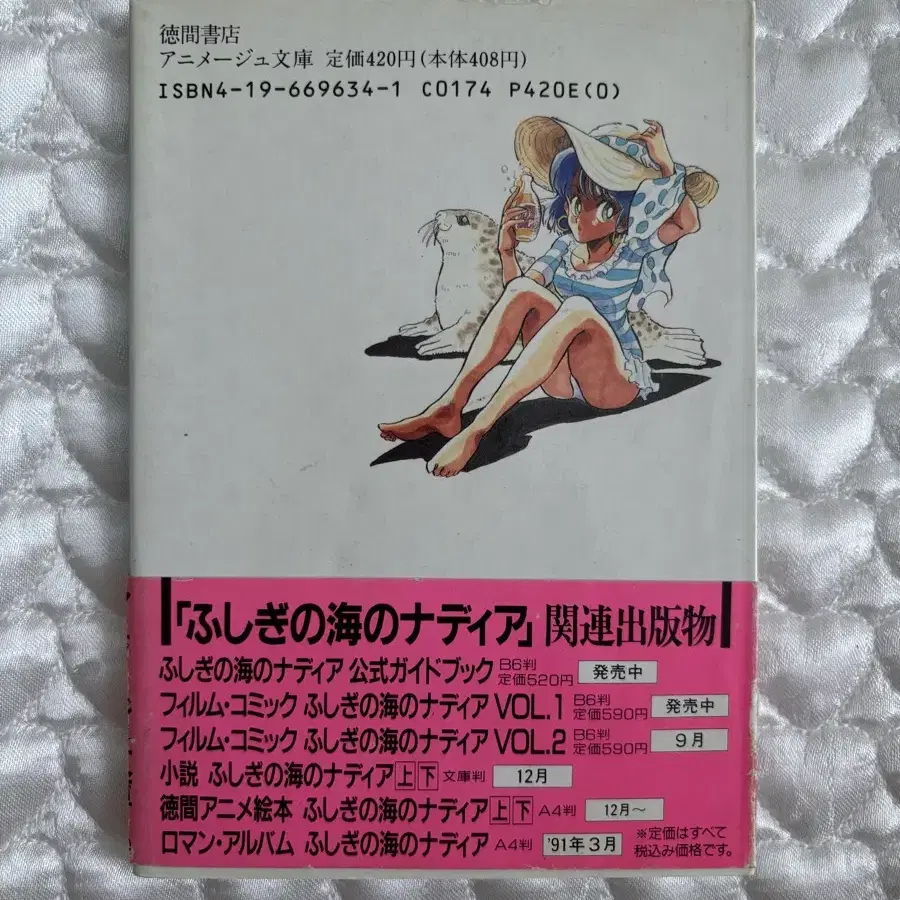 徳間書店
アニメージュ文庫 定価420円(本体408円)
ISBN4-19-669634-1 C0174 P420E(0)
「ふしぎの海のナディア」関連出版物
ふしぎの海のナディア 公式ガイドブック B6判 定価520円 発売中
フィルム・コミック ふしぎの海のナディア VOL.1 B6判 定価590円 発売中
フィルム・コミック ふしぎの海のナディア VOL.2 B6判 定価590円 9月
小説 ふしぎの海のナディア上下 文庫判 12月
徳間アニメ絵本 ふしぎの海のナディア上下 A4判 12月~
ロマン・アルバム ふしぎの海のナディア A4判 '91年3月
※定価はすべて
税込み価格です。